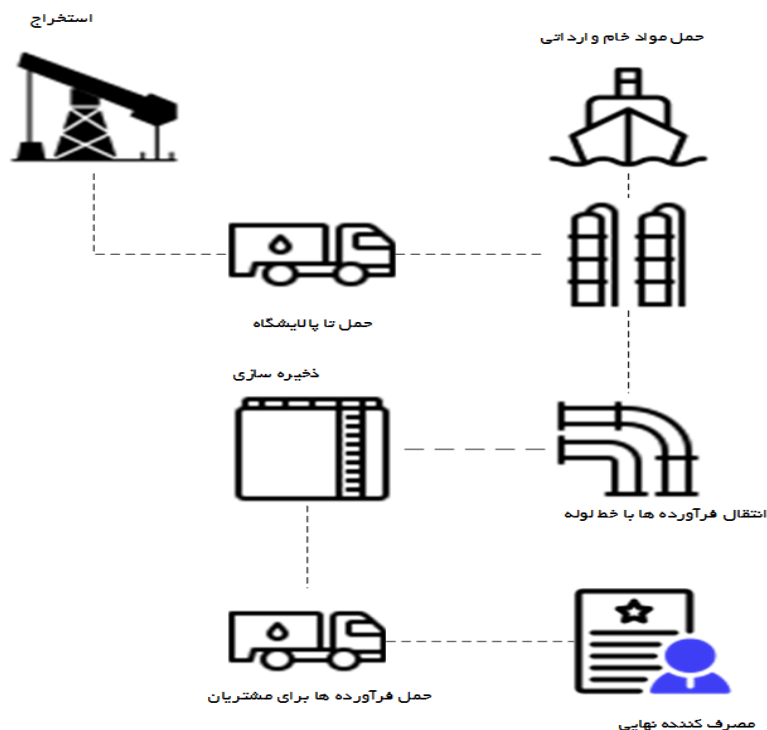 استخراج
حمل مواد خام وارداتی
حمل تا پالایشگاه
ذخیره سازی
انتقال فرآورده ها با خط لوله
حمل فرآورده ها برای مشتریان
مصرف کننده نهایی